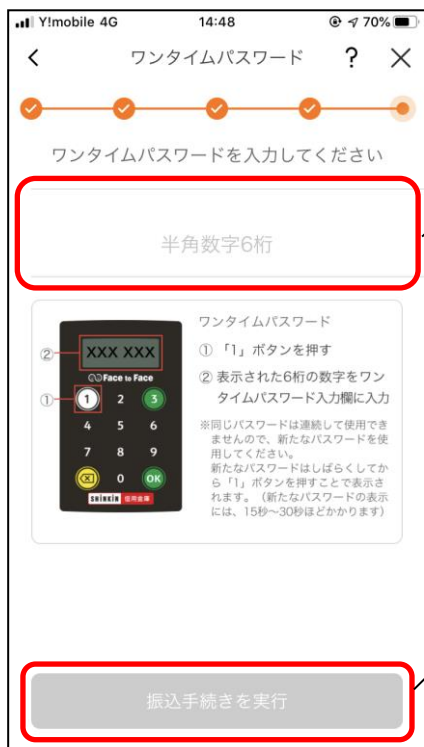 Y!mobile 4G 14:48 70%
ワンタイムパスワード ?
ワンタイムパスワードを入力してください
半角数字6桁
ワンタイムパスワード
① 「1」ボタンを押す
② 表示された6桁の数字をワン
タイムパスワード入力欄に入力
※同じパスワードは連続して使用でき
ませんので、新たなパスワードを使
用してください。
新たなパスワードはしばらくしてか
ら「1」ボタンを押すことで表示さ
れます。（新たなパスワードの表示
には、15秒～30秒ほどかかります）
② XXX XXX
Face to Face
① 1 2 3
4 5 6
7 8 9
0 OK
SHINKIN 信用金庫
振込手続きを実行